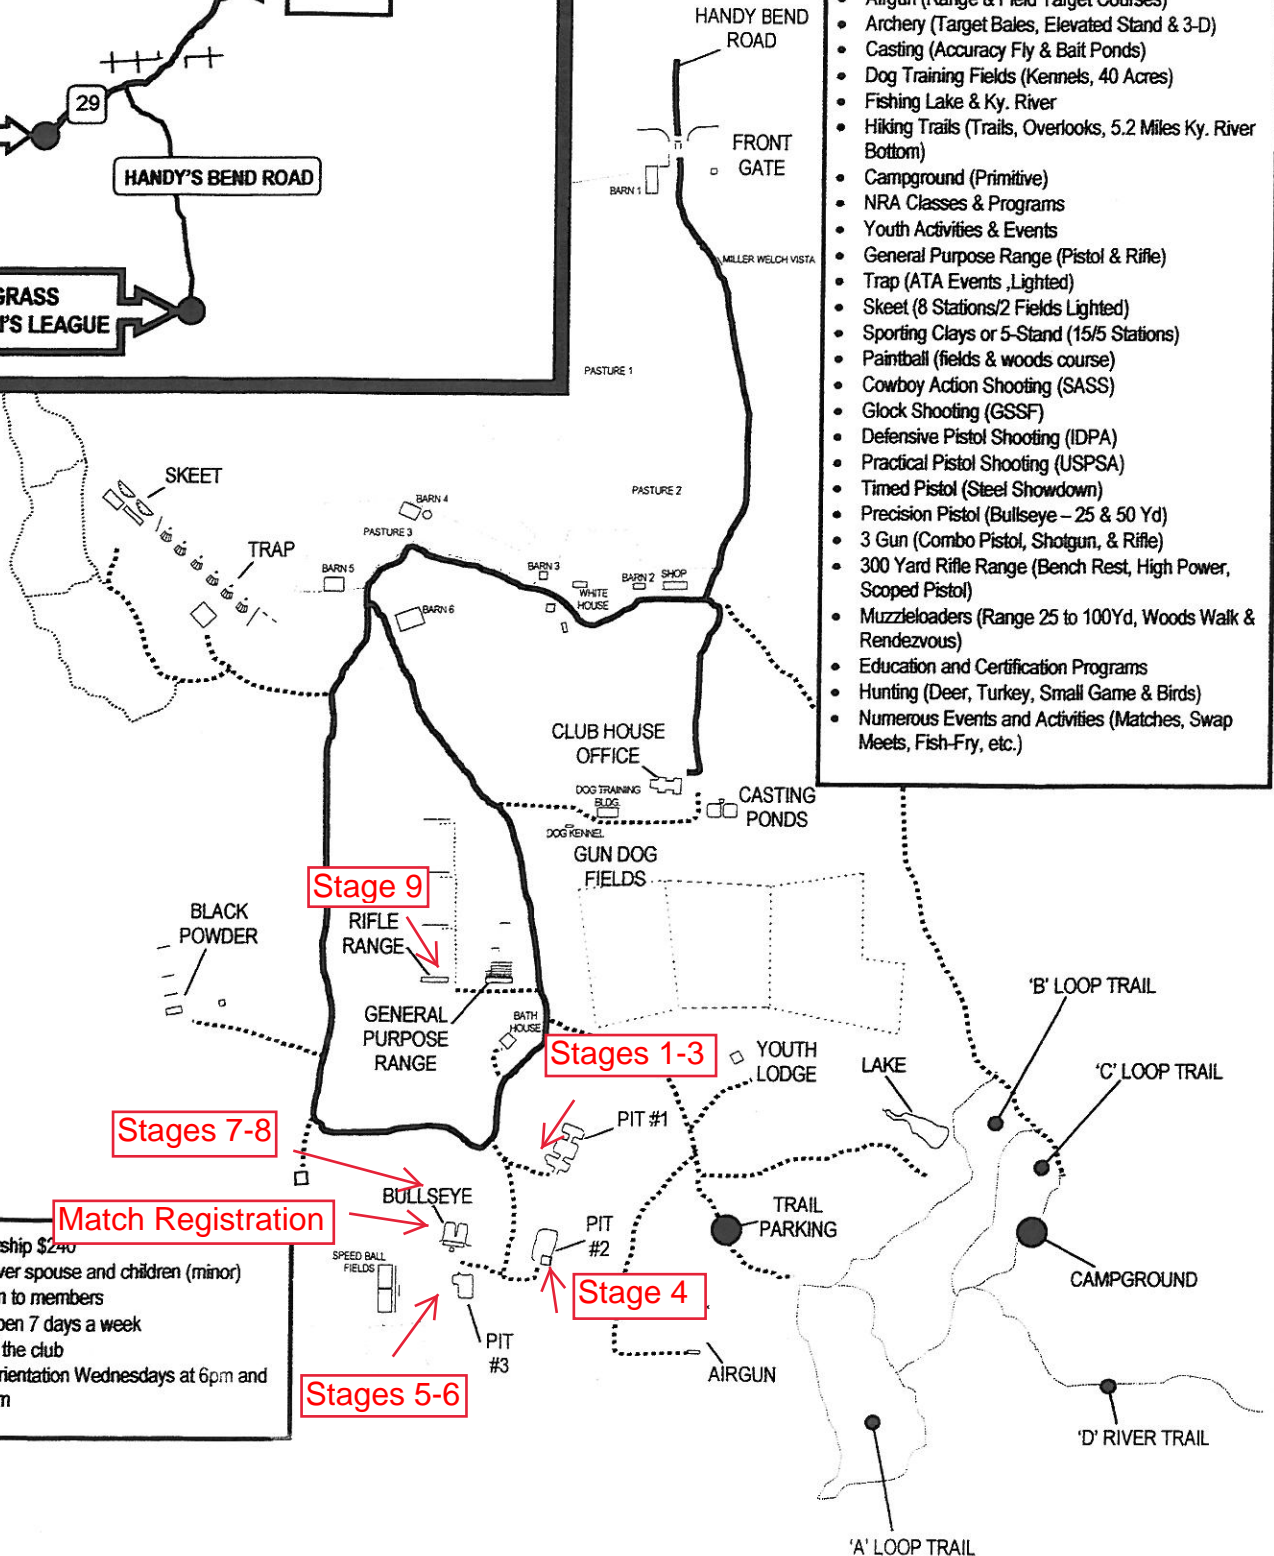 29
HANDY'S BEND ROAD
GRASS
'S LEAGUE
HANDY BEND
ROAD
FRONT
GATE
BARN 1
MILLER WELCH VISTA
PASTURE 1
PASTURE 2
Airgun (Range & Field Target Courses)
• Archery (Target Bales, Elevated Stand & 3-D)
• Casting (Accuracy Fly & Bait Ponds)
• Dog Training Fields (Kennels, 40 Acres)
• Fishing Lake & Ky. River
• Hiking Trails (Trails, Overlooks, 5.2 Miles Ky. River
Bottom)
• Campground (Primitive)
• NRA Classes & Programs
• Youth Activities & Events
• General Purpose Range (Pistol & Rifle)
• Trap (ATA Events ,Lighted)
• Skeet (8 Stations/2 Fields Lighted)
• Sporting Clays or 5-Stand (15/5 Stations)
• Paintball (fields & woods course)
• Cowboy Action Shooting (SASS)
• Glock Shooting (GSSF)
• Defensive Pistol Shooting (IDPA)
• Practical Pistol Shooting (USPSA)
• Timed Pistol (Steel Showdown)
• Precision Pistol (Bullseye – 25 & 50 Yd)
• 3 Gun (Combo Pistol, Shotgun, & Rifle)
• 300 Yard Rifle Range (Bench Rest, High Power,
Scoped Pistol)
• Muzzleloaders (Range 25 to 100Yd, Woods Walk &
Rendezvous)
• Education and Certification Programs
• Hunting (Deer, Turkey, Small Game & Birds)
• Numerous Events and Activities (Matches, Swap
Meets, Fish-Fry, etc.)
SKEET
TRAP
BARN 4
PASTURE 3
BARN 5
BARN 6
BARN 3
WHITE
HOUSE
BARN 2
SHOP
CLUB HOUSE
OFFICE
DOG TRAINING
BLDG.
DOG KENNEL
CASTING
PONDS
GUN DOG
FIELDS
Stage 9
RIFLE
RANGE
BLACK
POWDER
GENERAL
PURPOSE
RANGE
BATH
HOUSE
Stages 1-3
YOUTH
LODGE
LAKE
'B' LOOP TRAIL
'C' LOOP TRAIL
PIT #1
Stages 7-8
BULLSEYE
Match Registration
SPEED BALL
FIELDS
PIT
#2
Stage 4
TRAIL
PARKING
CAMPGROUND
PIT
#3
Stages 5-6
AIRGUN
'D' RIVER TRAIL
'A' LOOP TRAIL
ship $240
ver spouse and children (minor)
n to members
pen 7 days a week
the club
rientation Wednesdays at 6pm and
m